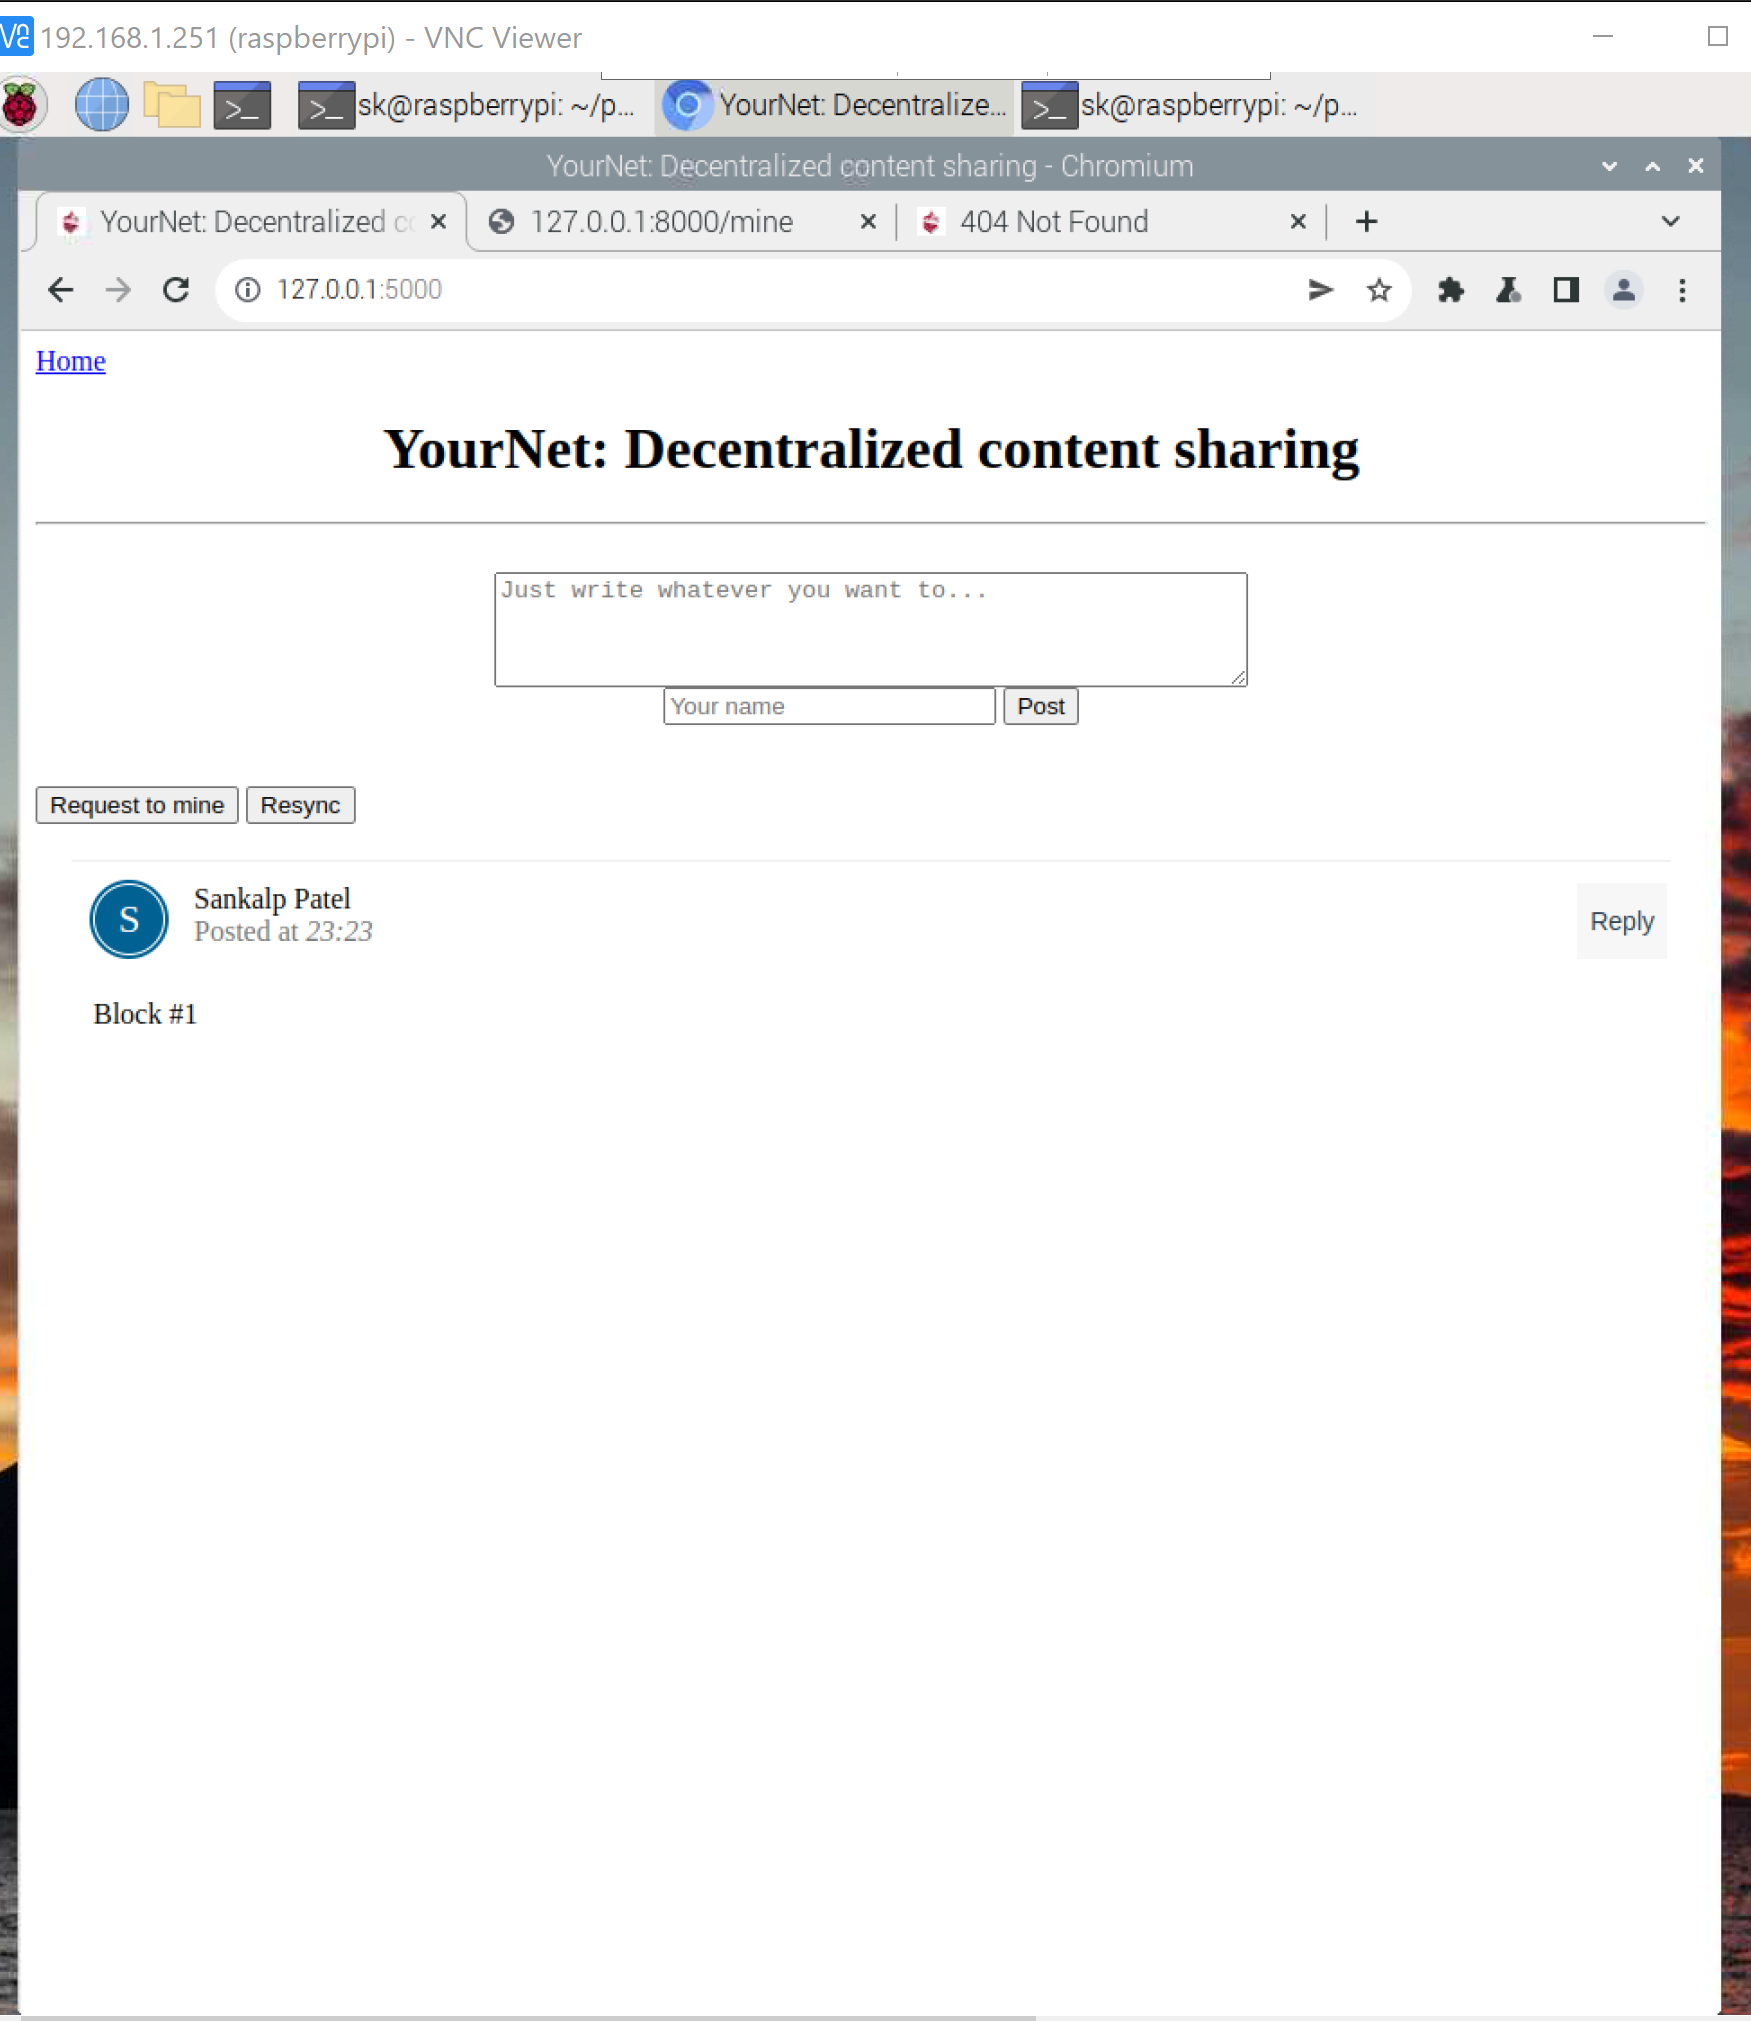 192.168.1.251 (raspberrypi) - VNC Viewer
sk@raspberrypi: ~/p... YourNet: Decentralize... sk@raspberrypi: ~/p...
YourNet: Decentralized content sharing - Chromium
YourNet: Decentralized 127.0.0.1:8000/mine 404 Not Found
127.0.0.1:5000
Home
YourNet: Decentralized content sharing
Just write whatever you want to...
Your name Post
Request to mine Resync
S
Sankalp Patel
Posted at 23:23
Reply
Block #1